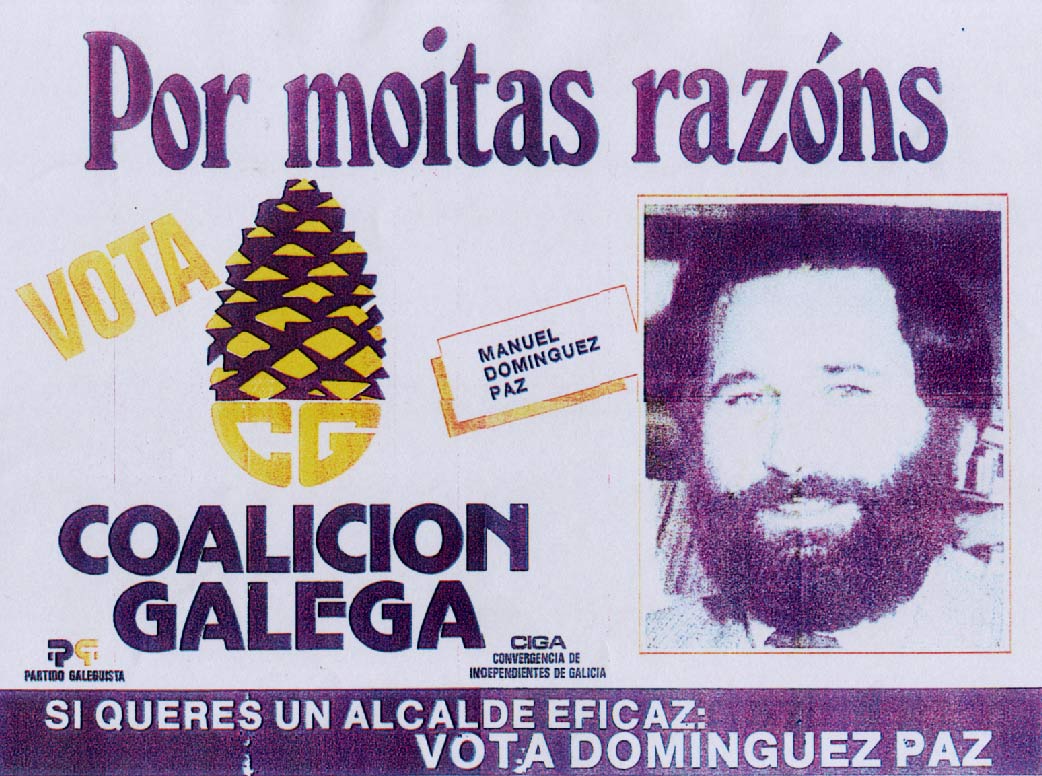 Por moitas razóns
VOTA
MANUEL
DOMINGUEZ
PAZ
CG
COALICION
GALEGA
PG
PARTIDO GALEGUISTA
CIGA
CONVERGENCIA DE
INDEPENDIENTES DE GALICIA
SI QUERES UN ALCALDE EFICAZ:
VOTA DOMINGUEZ PAZ